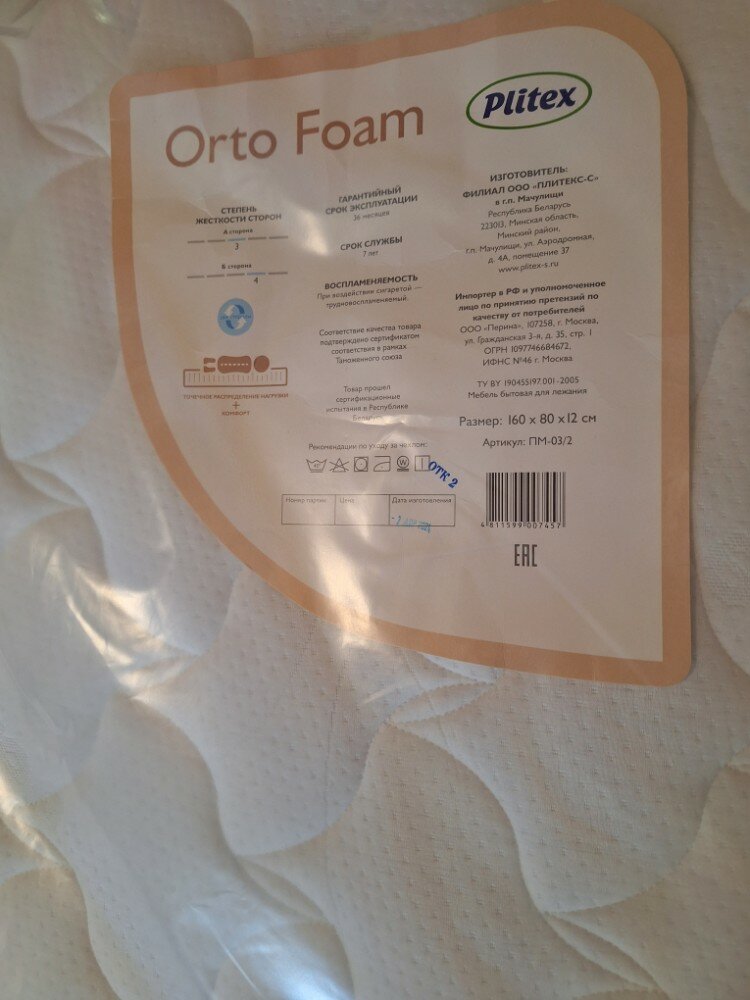 Orto Foam
Plitex
СТЕПЕНЬ
ЖЕСТКОСТИ СТОРОН
А сторона
3
Б сторона
4
ТОЧЕЧНОЕ РАСПРЕДЕЛЕНИЕ НАГРУЗКИ
+
КОМФОРТ
ГАРАНТИЙНЫЙ
СРОК ЭКСПЛУАТАЦИИ
36 месяцев
СРОК СЛУЖБЫ
7 лет
ВОСПЛАМЕНЯЕМОСТЬ
При воздействии сигаретой —
трудновоспламеняемый.
Соответствие качества товара
подтверждено сертификатом
соответствия в рамках
Таможенного союза
Товар прошел
сертификационные
испытания в Республике
Беларусь
Рекомендации по уходу за чехлом:
ОТК 2
Номер партии
Цена
Дата изготовления
ИЗГОТОВИТЕЛЬ:
ФИЛИАЛ ООО «ПЛИТЕКС-С»
в г.п. Мачулищи
Республика Беларусь
223013, Минская область,
Минский район,
г.п. Мачулищи, ул. Аэродромная,
д. 4А, помещение 37
www.plitex-s.ru
Импортер в РФ и уполномоченное
лицо по принятию претензий по
качеству от потребителей
ООО «Перина». 107258, г. Москва,
ул. Гражданская 3-я, д. 35, стр. 1
ОГРН 1097746684672,
ИФНС №46 г. Москва
ТУ BY 190455197.001-2005
Мебель бытовая для лежания
Размер: 160 x 80 x 12 см
Артикул: ПМ-03/2
4 811599 007457
EAC